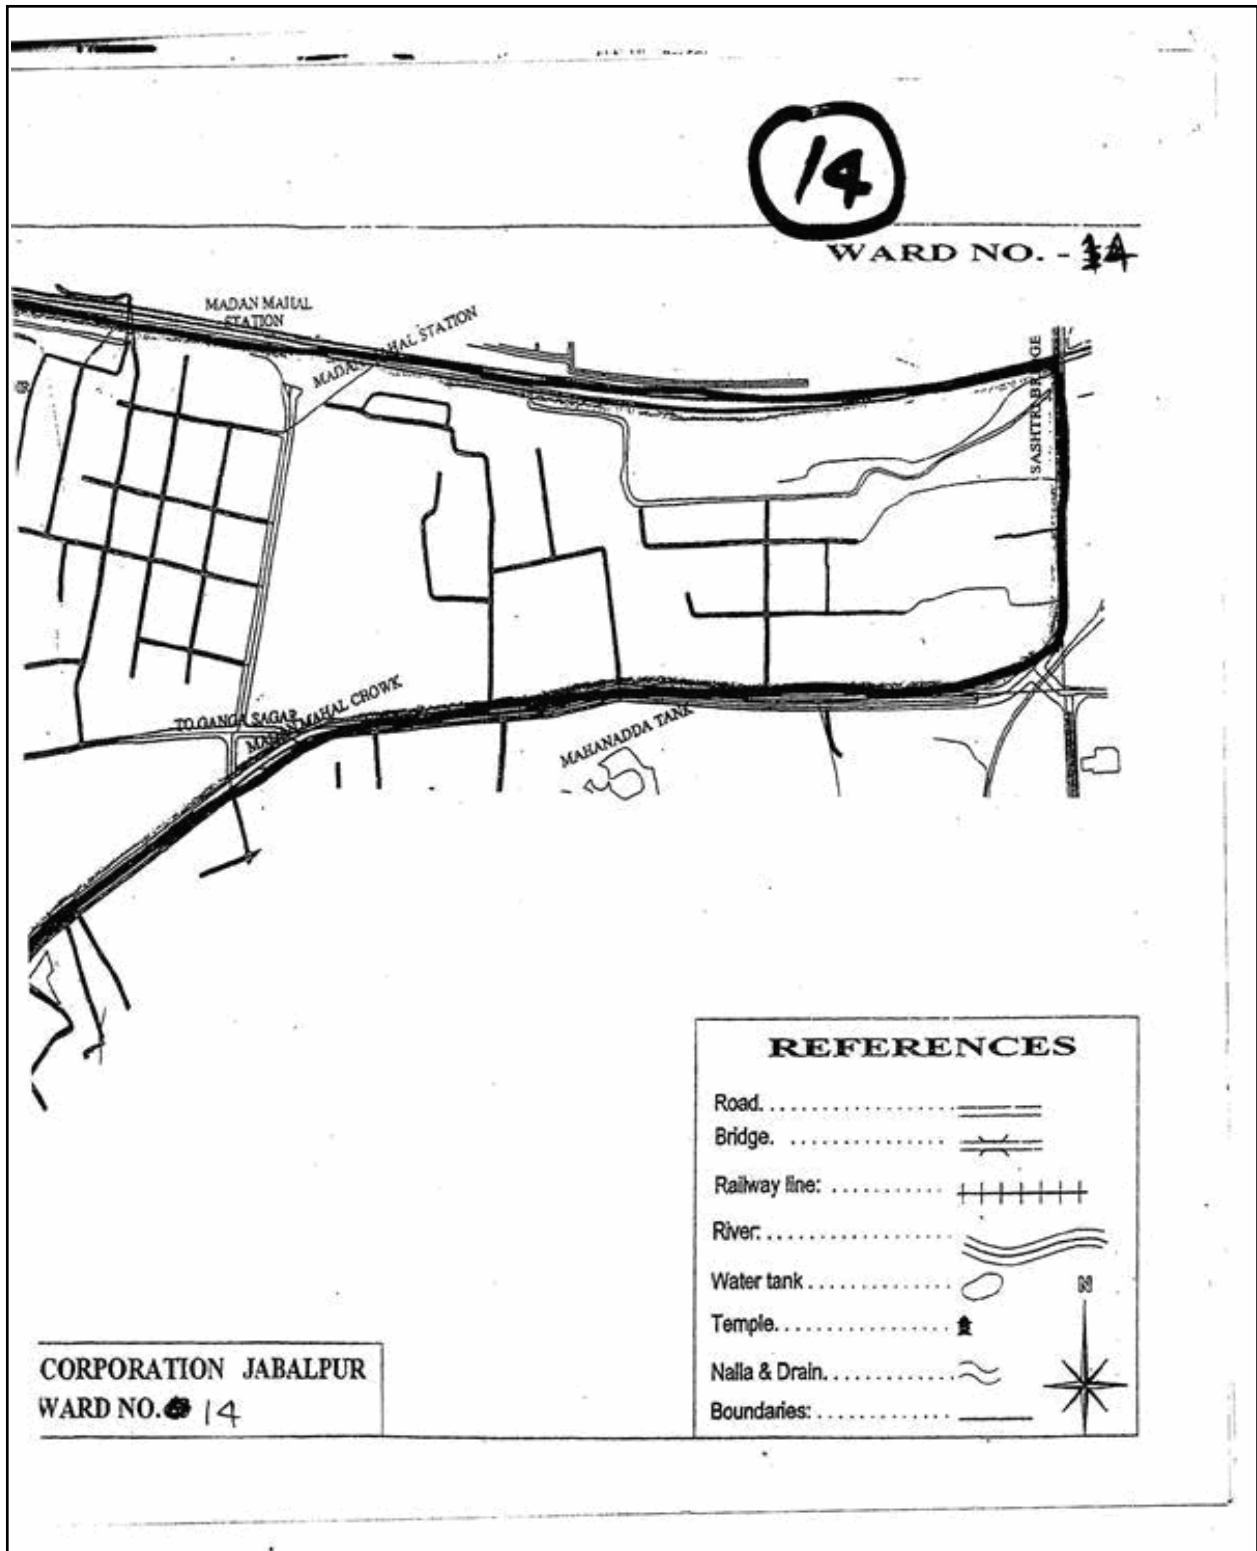 14
WARD NO. - 14
MADAN MAHAL
STATION
MADAN MAHAL STATION
SASHTRI BRIDGE
TO GANGA SAGAR
MADAN MAHAL CHOWK
MAHANADDA TANK
REFERENCES
Road. . . . . . . . . . . . . . . . .
Bridge. . . . . . . . . . . . . . . .
Railway line: . . . . . . . . . . .
River: . . . . . . . . . . . . . . . .
Water tank . . . . . . . . . . . . .
N
Temple. . . . . . . . . . . . . . . .
Nalla & Drain. . . . . . . . . . . .
Boundaries: . . . . . . . . . . . . .
CORPORATION JABALPUR
WARD NO. 14